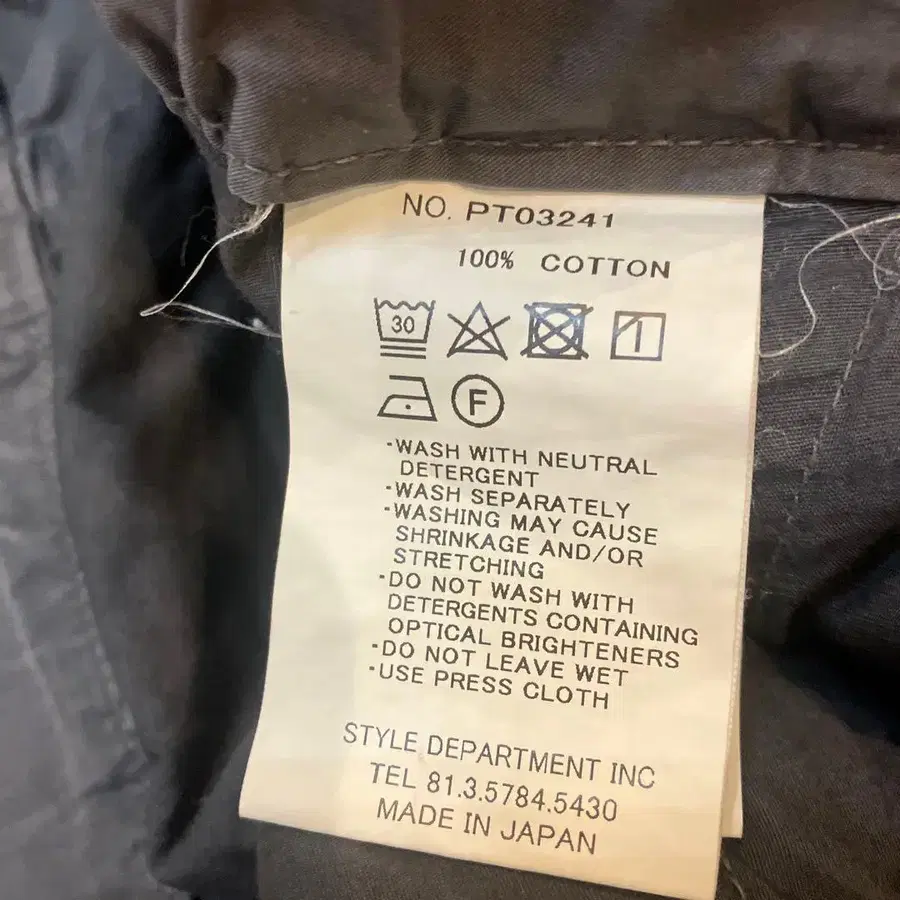 NO. PT03241
100% COTTON
30
F
·WASH WITH NEUTRAL
DETERGENT
·WASH SEPARATELY
·WASHING MAY CAUSE
SHRINKAGE AND/OR
STRETCHING
·DO NOT WASH WITH
DETERGENTS CONTAINING
OPTICAL BRIGHTENERS
·DO NOT LEAVE WET
·USE PRESS CLOTH
STYLE DEPARTMENT INC
TEL 81.3.5784.5430
MADE IN JAPAN